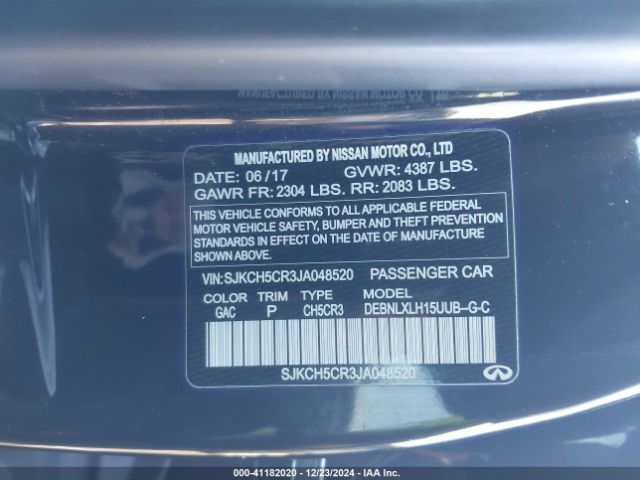 MANUFACTURED BY NISSAN MOTOR CO., LTD
DATE: 06/17 GVWR: 4387 LBS.
GAWR FR: 2304 LBS. RR: 2083 LBS.
THIS VEHICLE CONFORMS TO ALL APPLICABLE FEDERAL
MOTOR VEHICLE SAFETY, BUMPER AND THEFT PREVENTION
STANDARDS IN EFFECT ON THE DATE OF MANUFACTURE
SHOWN ABOVE.
VIN: SJKCH5CR3JA048520 PASSENGER CAR
COLOR TRIM TYPE MODEL
GAC P CH5CR3 DEBNLXLH15UUB--G-C
SJKCH5CR3JA048520
000-41182020 - 12/23/2024 - IAA Inc.